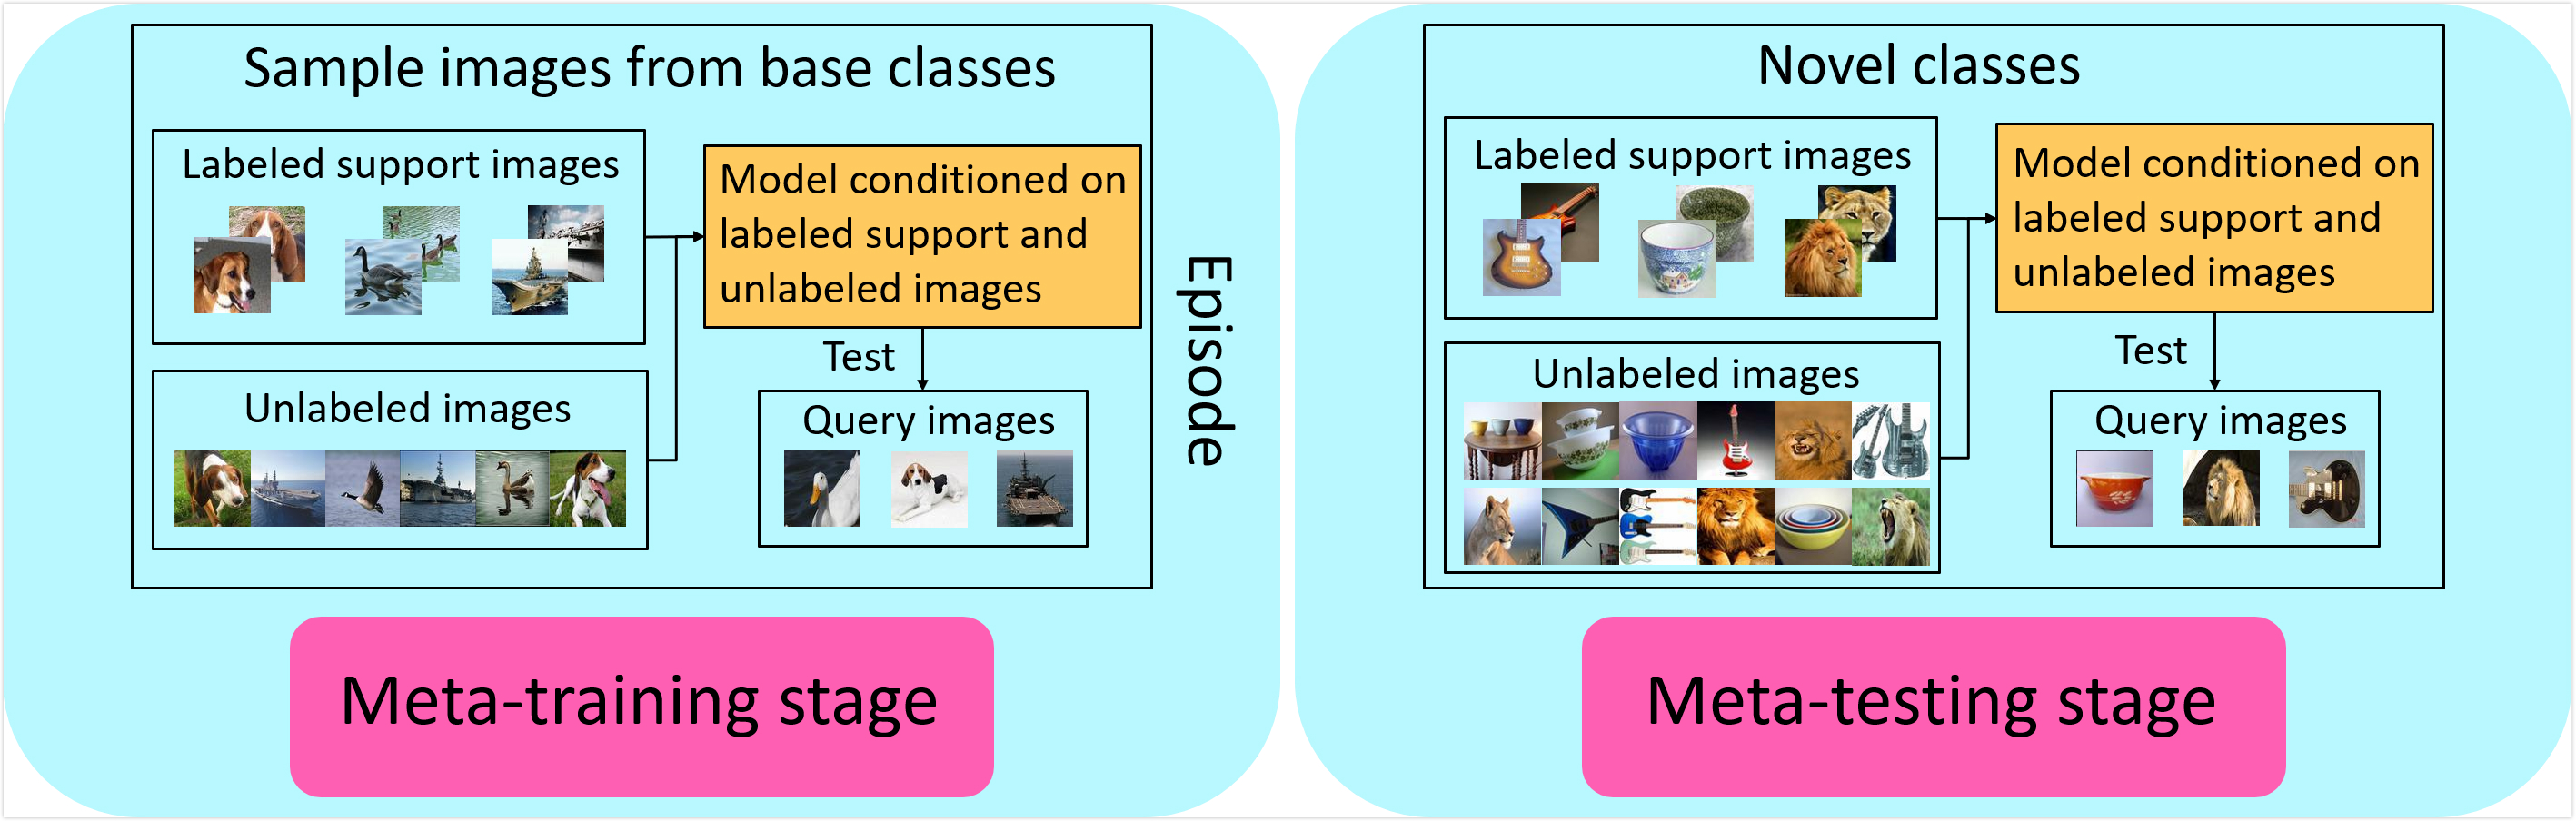 Sample images from base classes
Labeled support images
Model conditioned on
labeled support and
unlabeled images
Unlabeled images
Test
Query images
Episode
Meta-training stage
Novel classes
Labeled support images
Model conditioned on
labeled support and
unlabeled images
Unlabeled images
Test
Query images
Meta-testing stage